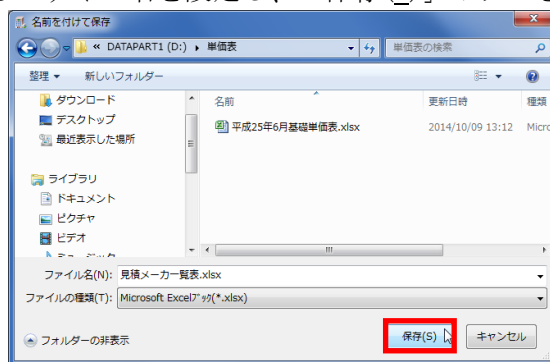 名前を付けて保存
« DATAPART1 (D:) ▸ 単価表
単価表の検索
整理 ▼ 新しいフォルダー
ダウンロード
デスクトップ
最近表示した場所
ライブラリ
ドキュメント
ピクチャ
ビデオ
名前 更新日時 種類
平成25年6月基礎単価表.xlsx 2014/10/09 13:12 Micro
ファイル名(N): 見積メーカー覧表.xlsx
ファイルの種類(T): Microsoft Excelブック(*.xlsx)
フォルダーの非表示 保存(S) キャンセル